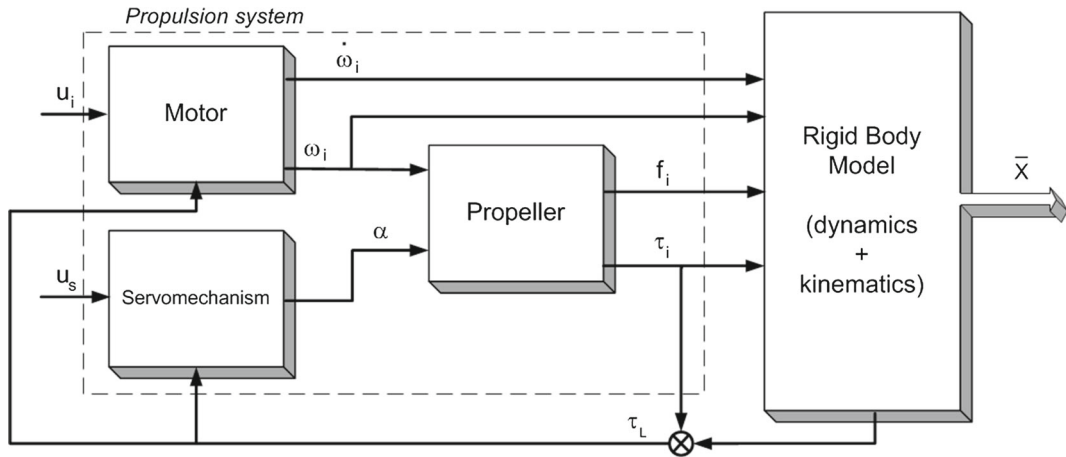 Propulsion system
u_i
Motor
ω̇_i
ω_i
Propeller
f_i
τ_i
α
u_s
Servomechanism
τ_L
Rigid Body
Model
(dynamics
+
kinematics)
X̄